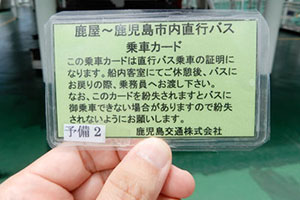 鹿屋～鹿児島市内直行バス
乗車カード
この乗車カードは直行バス乗車の証明に
なります。船内客室にてご休憩後、バスに
お戻りの際、乗務員へお渡し下さい。
なお、このカードを紛失されますとバスに
御乗車できない場合がありますので紛失
されないようにお願いします。
予備2
鹿児島交通株式会社